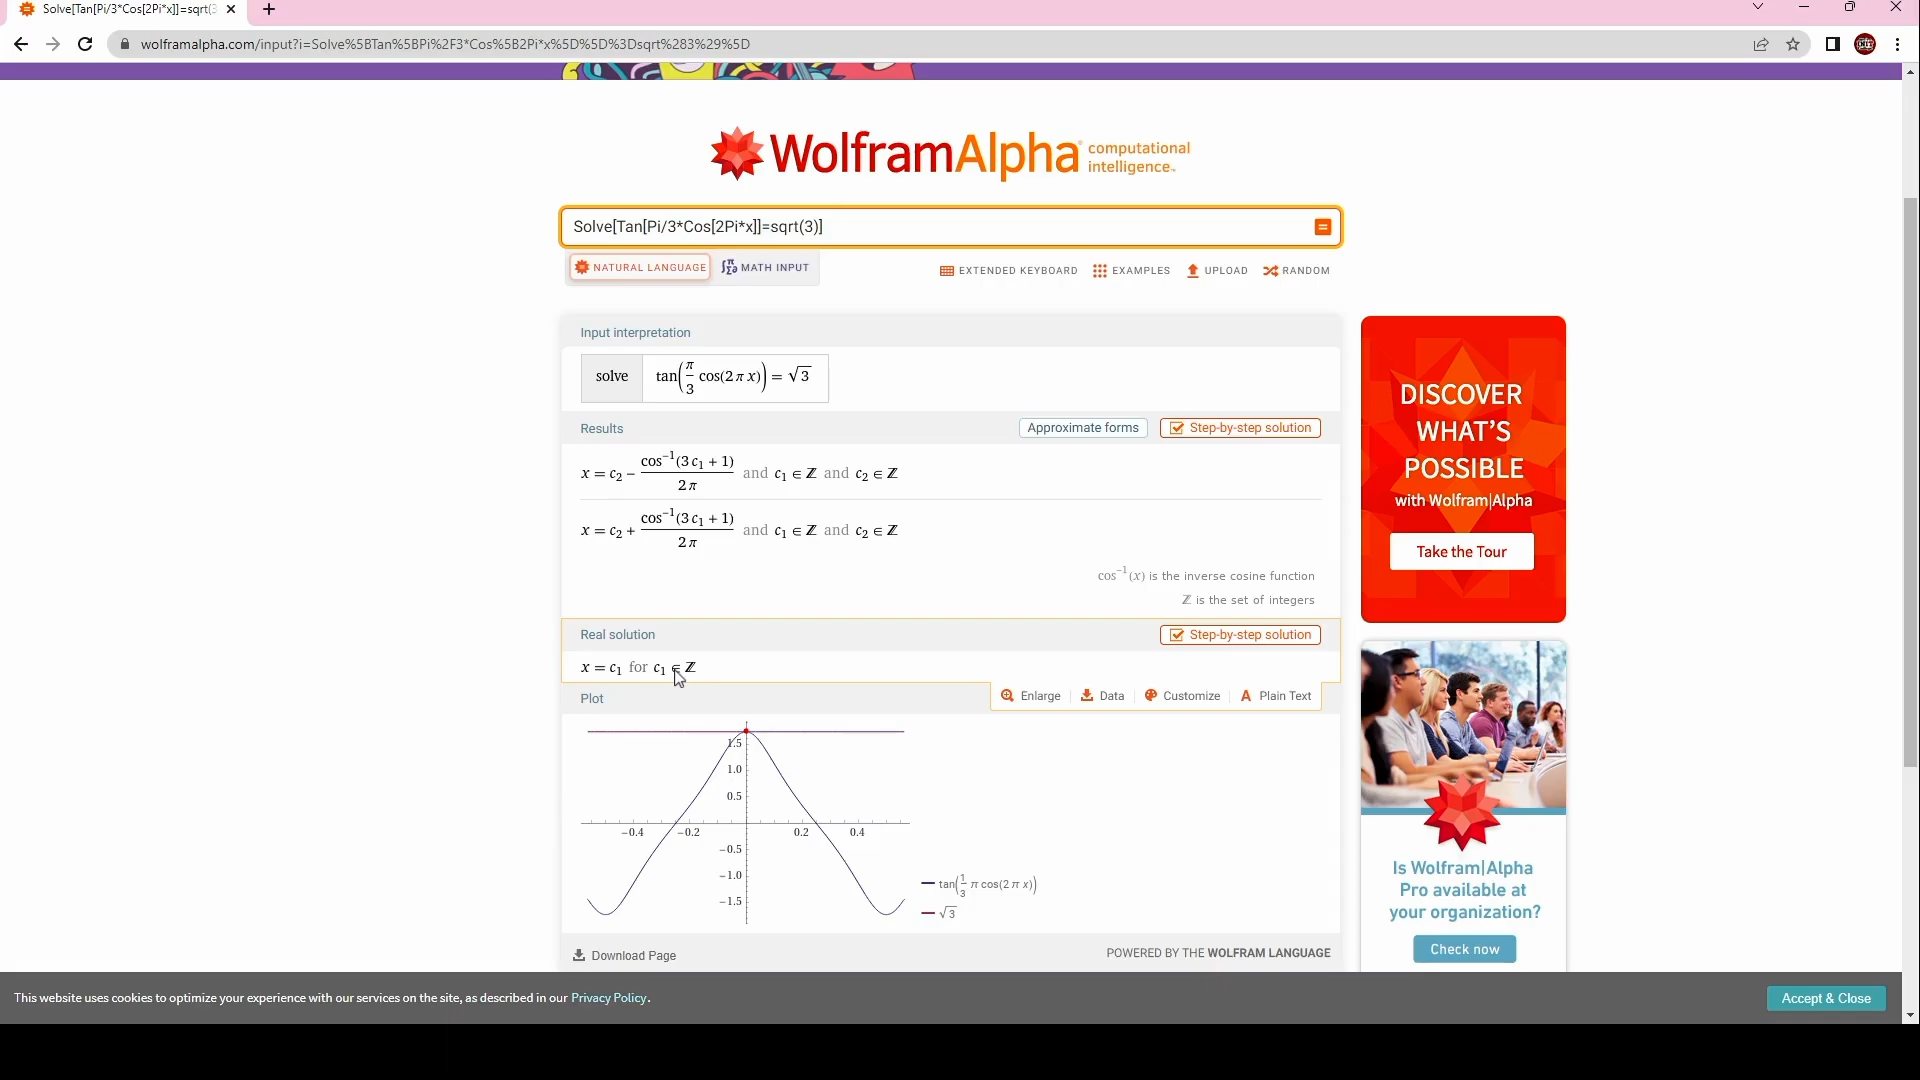 Solve[Tan[Pi/3*Cos[2Pi*x]]=sqrt(3
wolframalpha.com/input?i=Solve%5BTan%5BPi%2F3*Cos%5B2Pi*x%5D%5D%3Dsqrt%283%29%5D
WolframAlpha computational intelligence™
Solve[Tan[Pi/3*Cos[2Pi*x]]=sqrt(3)]
NATURAL LANGUAGE MATH INPUT EXTENDED KEYBOARD EXAMPLES UPLOAD RANDOM
Input interpretation
solve tan(π/3 cos(2 π x)) = √3
Results Approximate forms Step-by-step solution
x = c₂ − cos⁻¹(3 c₁ + 1)/(2 π) and c₁ ∈ ℤ and c₂ ∈ ℤ
x = c₂ + cos⁻¹(3 c₁ + 1)/(2 π) and c₁ ∈ ℤ and c₂ ∈ ℤ
cos⁻¹(x) is the inverse cosine function
ℤ is the set of integers
Real solution Step-by-step solution
x = c₁ for c₁ ∈ ℤ
Plot Enlarge Data Customize A Plain Text
1.5
1.0
0.5
−0.4 −0.2 0.2 0.4
−0.5
−1.0
−1.5
tan(1/3 π cos(2 π x))
√3
Download Page POWERED BY THE WOLFRAM LANGUAGE
DISCOVER
WHAT'S
POSSIBLE
with Wolfram|Alpha
Take the Tour
Is Wolfram|Alpha
Pro available at
your organization?
Check now
This website uses cookies to optimize your experience with our services on the site, as described in our Privacy Policy.
Accept & Close